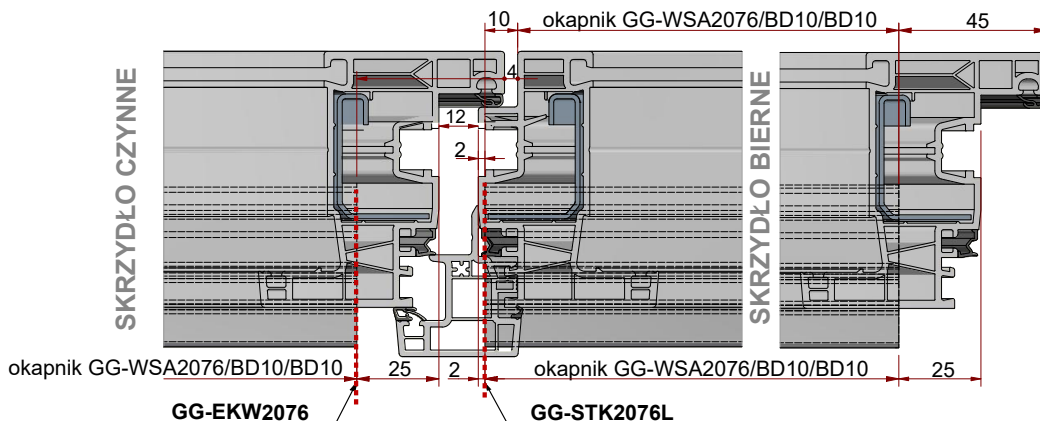 10
okapnik GG-WSA2076/BD10/BD10
45
4
12
2
SKRZYDŁO CZYNNE
SKRZYDŁO BIERNE
okapnik GG-WSA2076/BD10/BD10
25
2
okapnik GG-WSA2076/BD10/BD10
25
GG-EKW2076
GG-STK2076L